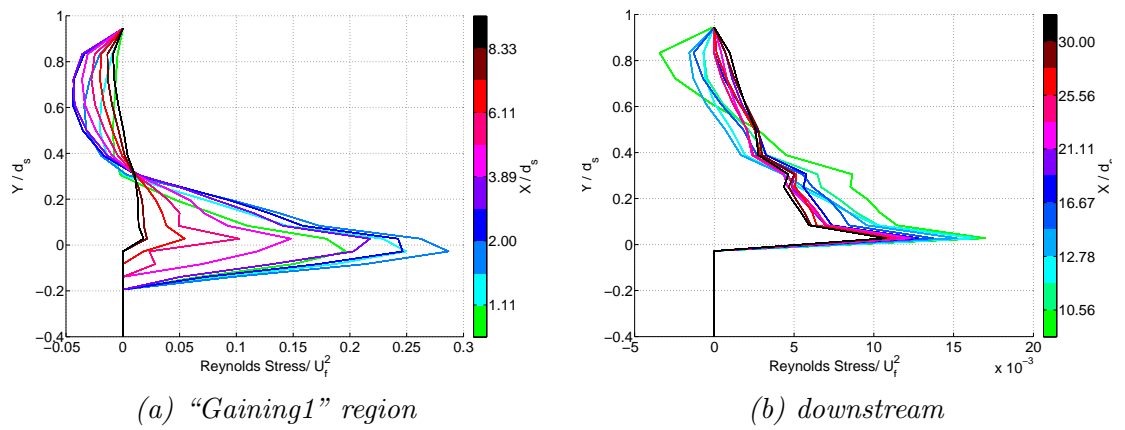 1
0.8
0.6
0.4
0.2
0
−0.2
−0.4
Y / d_s
−0.05 0 0.05 0.1 0.15 0.2 0.25 0.3
Reynolds Stress/ U_f^2
8.33
6.11
3.89
2.00
1.11
X / d_s
(a) “Gaining1” region
1
0.8
0.6
0.4
0.2
0
−0.2
−0.4
Y / d_s
−5 0 5 10 15 20
x 10^-3
Reynolds Stress/ U_f^2
30.00
25.56
21.11
16.67
12.78
10.56
X / d_s
(b) downstream